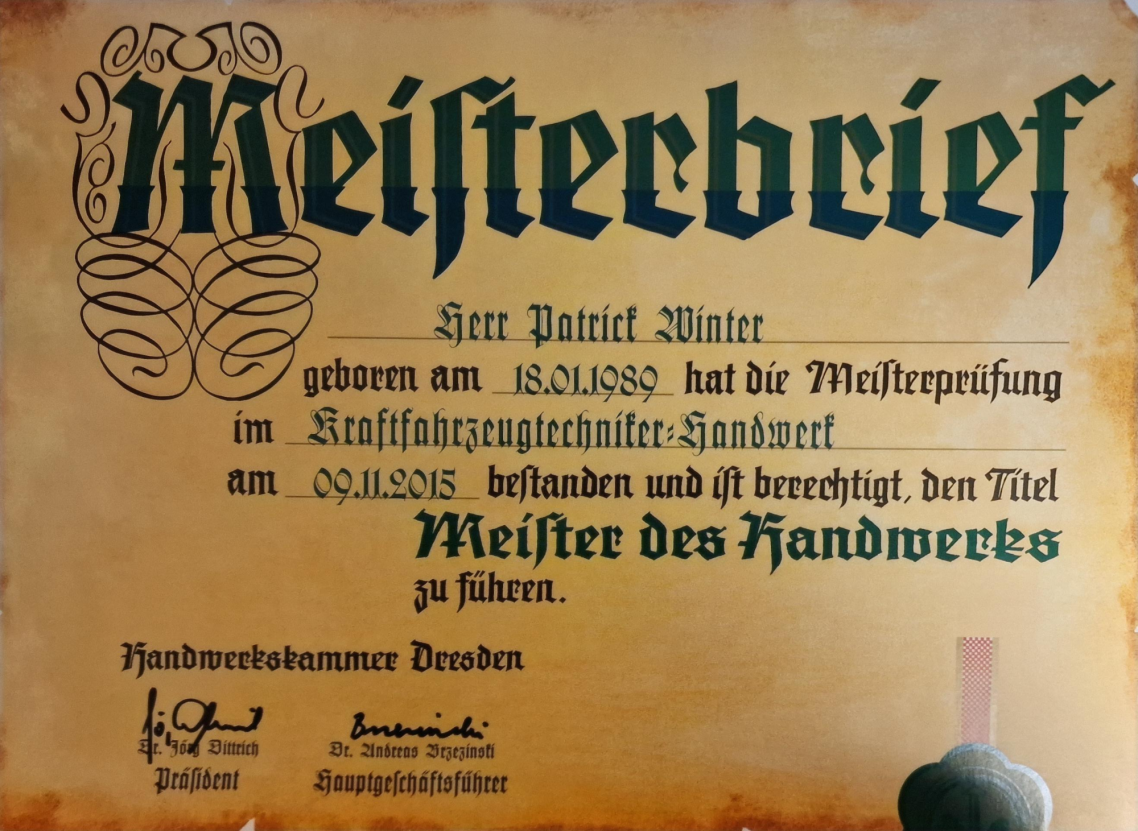 Meiſterbrief
Herr Patrick Winter
geboren am 18.01.1989 hat die Meiſterprüfung
im Kraftfahrzeugtechniker-Handwerk
am 09.11.2015 beſtanden und iſt berechtigt, den Titel
Meiſter des Handwerks
zu führen.
Handwerkskammer Dresden
Dr. Jörg Dittrich Dr. Andreas Brzezinſki
Präſident Hauptgeſchäftsführer